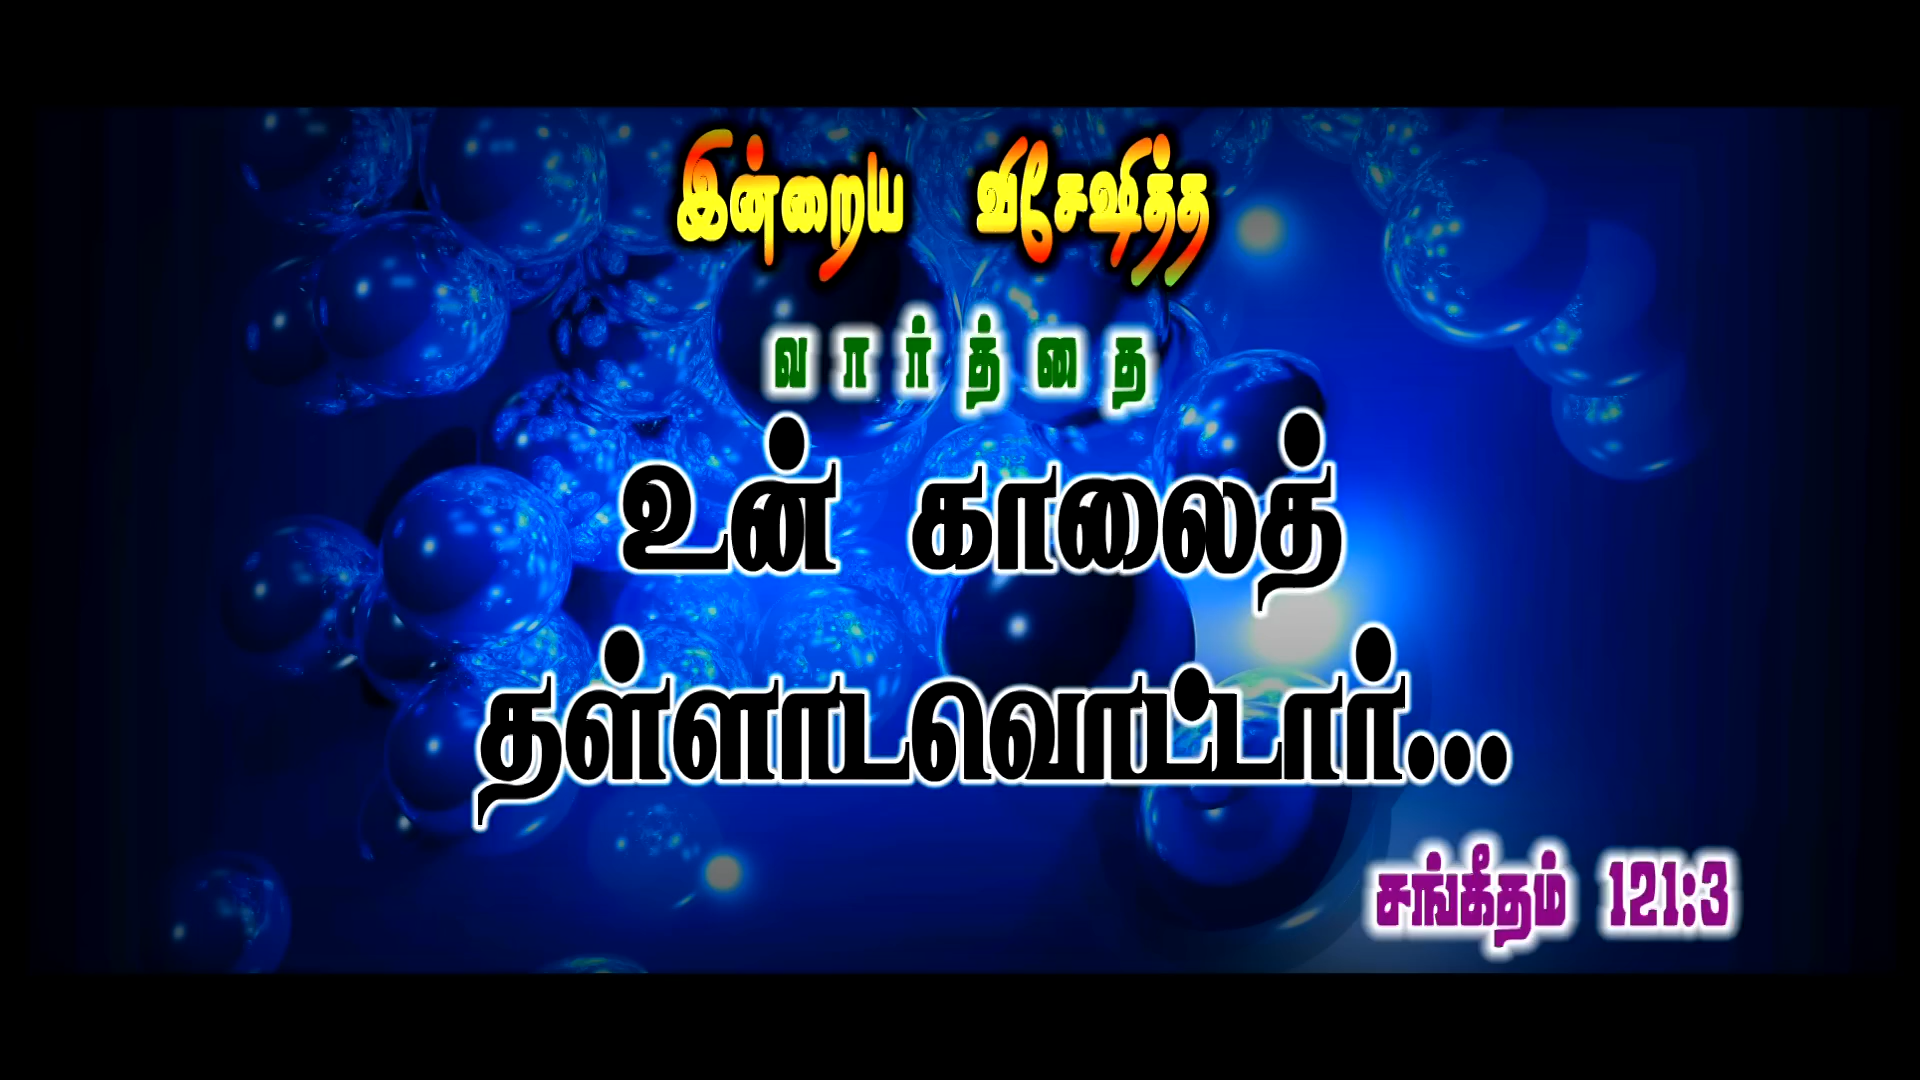 இன்றைய விசேஷித்த
வார்த்தை
உன் காலைத்
தள்ளாடவொட்டார்...
சங்கீதம் 121:3